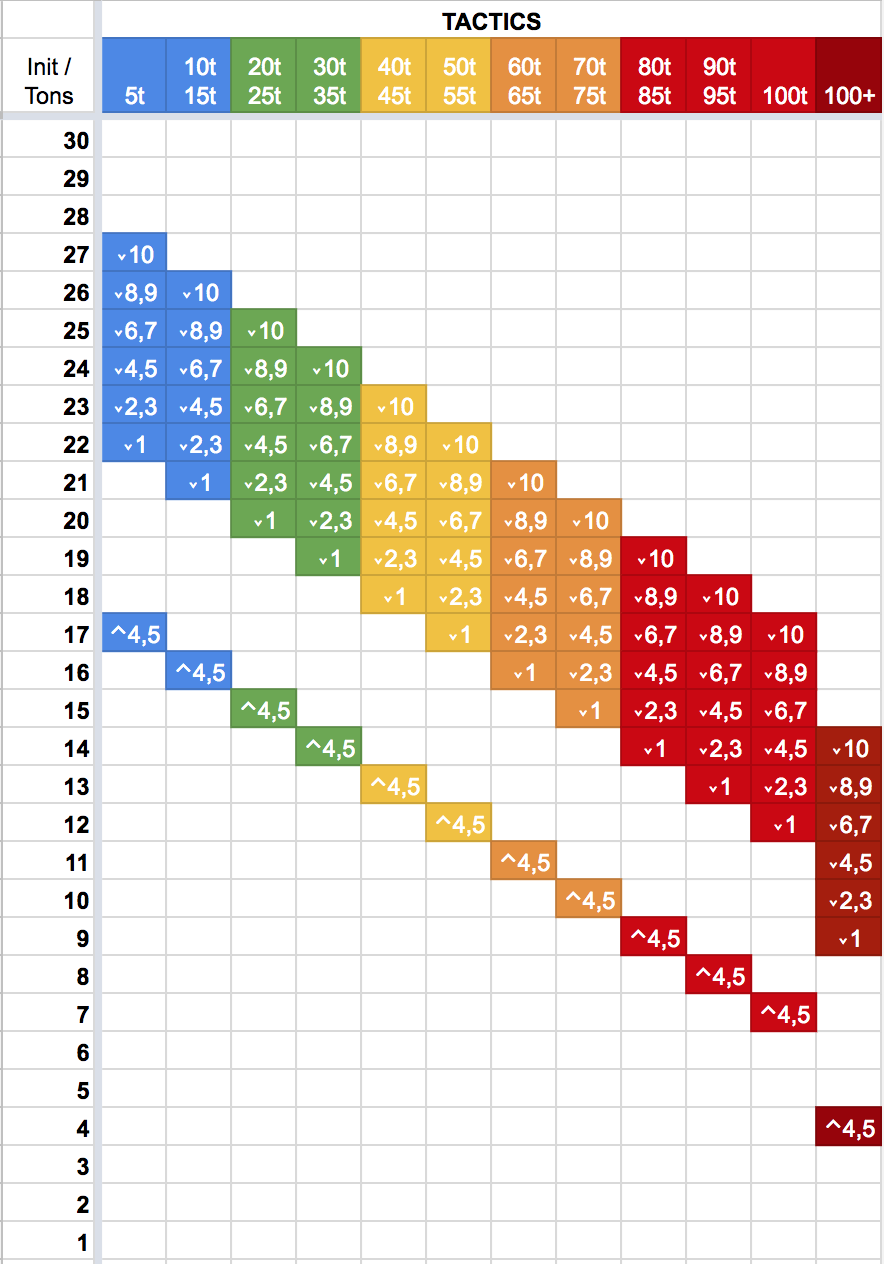 TACTICS
Init / 10t 20t 30t 40t 50t 60t 70t 80t 90t
Tons 5t 15t 25t 35t 45t 55t 65t 75t 85t 95t 100t 100+
30
29
28
27 ˅10
26 ˅8,9 ˅10
25 ˅6,7 ˅8,9 ˅10
24 ˅4,5 ˅6,7 ˅8,9 ˅10
23 ˅2,3 ˅4,5 ˅6,7 ˅8,9 ˅10
22 ˅1 ˅2,3 ˅4,5 ˅6,7 ˅8,9 ˅10
21 ˅1 ˅2,3 ˅4,5 ˅6,7 ˅8,9 ˅10
20 ˅1 ˅2,3 ˅4,5 ˅6,7 ˅8,9 ˅10
19 ˅1 ˅2,3 ˅4,5 ˅6,7 ˅8,9 ˅10
18 ˅1 ˅2,3 ˅4,5 ˅6,7 ˅8,9 ˅10
17 ^4,5 ˅1 ˅2,3 ˅4,5 ˅6,7 ˅8,9 ˅10
16 ^4,5 ˅1 ˅2,3 ˅4,5 ˅6,7 ˅8,9
15 ^4,5 ˅1 ˅2,3 ˅4,5 ˅6,7
14 ^4,5 ˅1 ˅2,3 ˅4,5 ˅10
13 ^4,5 ˅1 ˅2,3 ˅8,9
12 ^4,5 ˅1 ˅6,7
11 ^4,5 ˅4,5
10 ^4,5 ˅2,3
9 ^4,5 ˅1
8 ^4,5
7 ^4,5
6
5
4 ^4,5
3
2
1